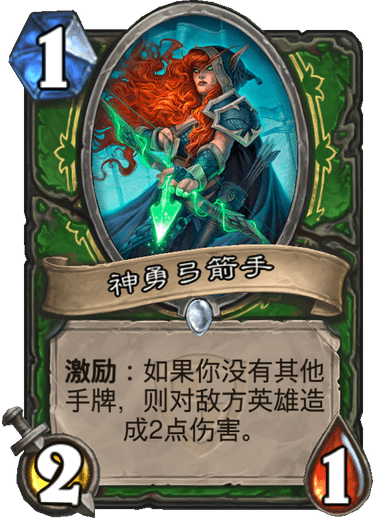 1
神勇弓箭手
激励：如果你没有其他
手牌，则对敌方英雄造
成2点伤害。
2
1